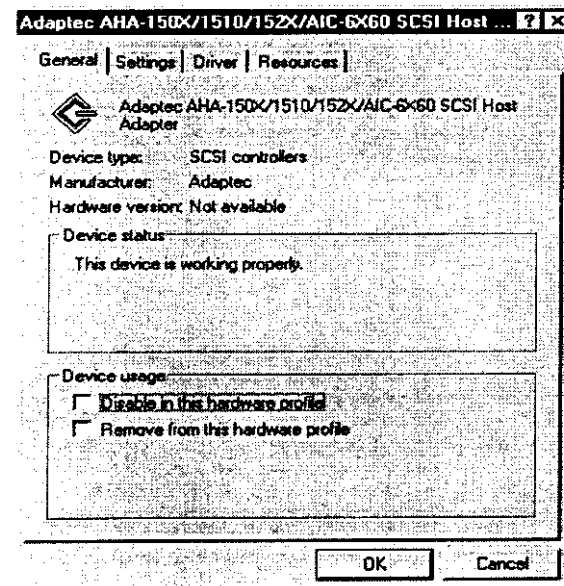 Adaptec AHA-150X/1510/152X/AIC-6X60 SCSI Host ... ? X
General Settings Driver Resources
Adaptec AHA-150X/1510/152X/AIC-6X60 SCSI Host
Adapter
Device type: SCSI controllers
Manufacturer: Adaptec
Hardware version: Not available
Device status
This device is working properly.
Device usage
Disable in this hardware profile
Remove from this hardware profile
OK Cancel